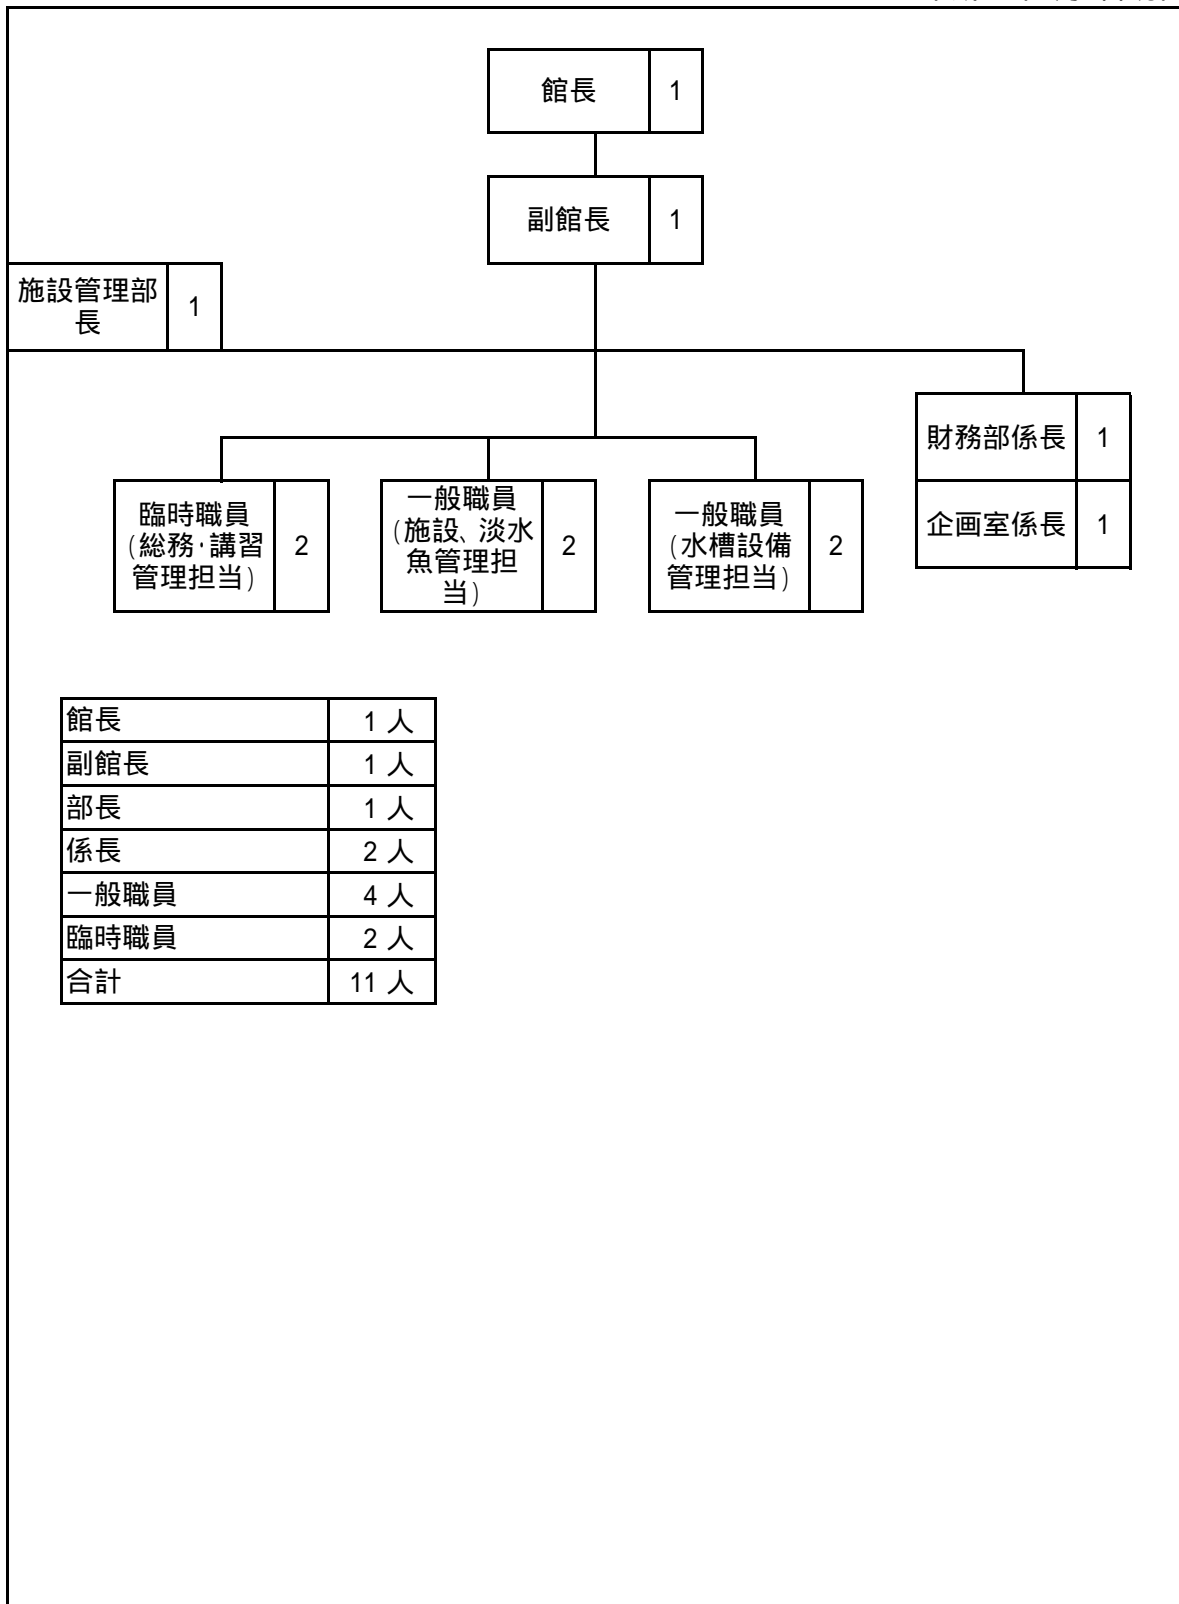 館長 1
副館長 1
施設管理部
長 1
財務部係長 1
企画室係長 1
臨時職員
(総務・講習
管理担当) 2
一般職員
(施設、淡水
魚管理担
当) 2
一般職員
(水槽設備
管理担当) 2
館長 1 人
副館長 1 人
部長 1 人
係長 2 人
一般職員 4 人
臨時職員 2 人
合計 11 人